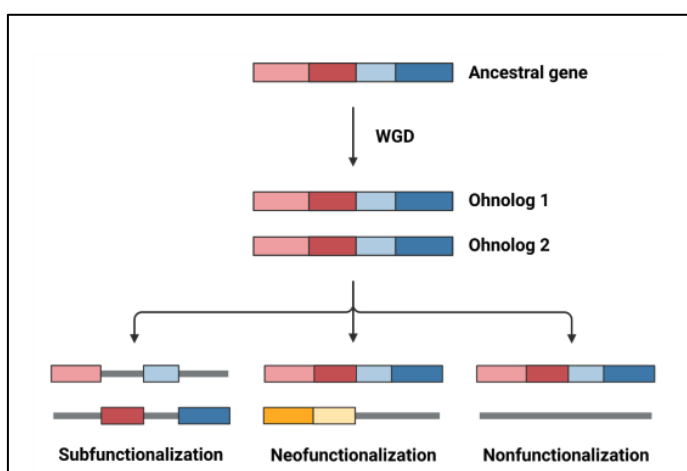 Ancestral gene
WGD
Ohnolog 1
Ohnolog 2
Subfunctionalization
Neofunctionalization
Nonfunctionalization